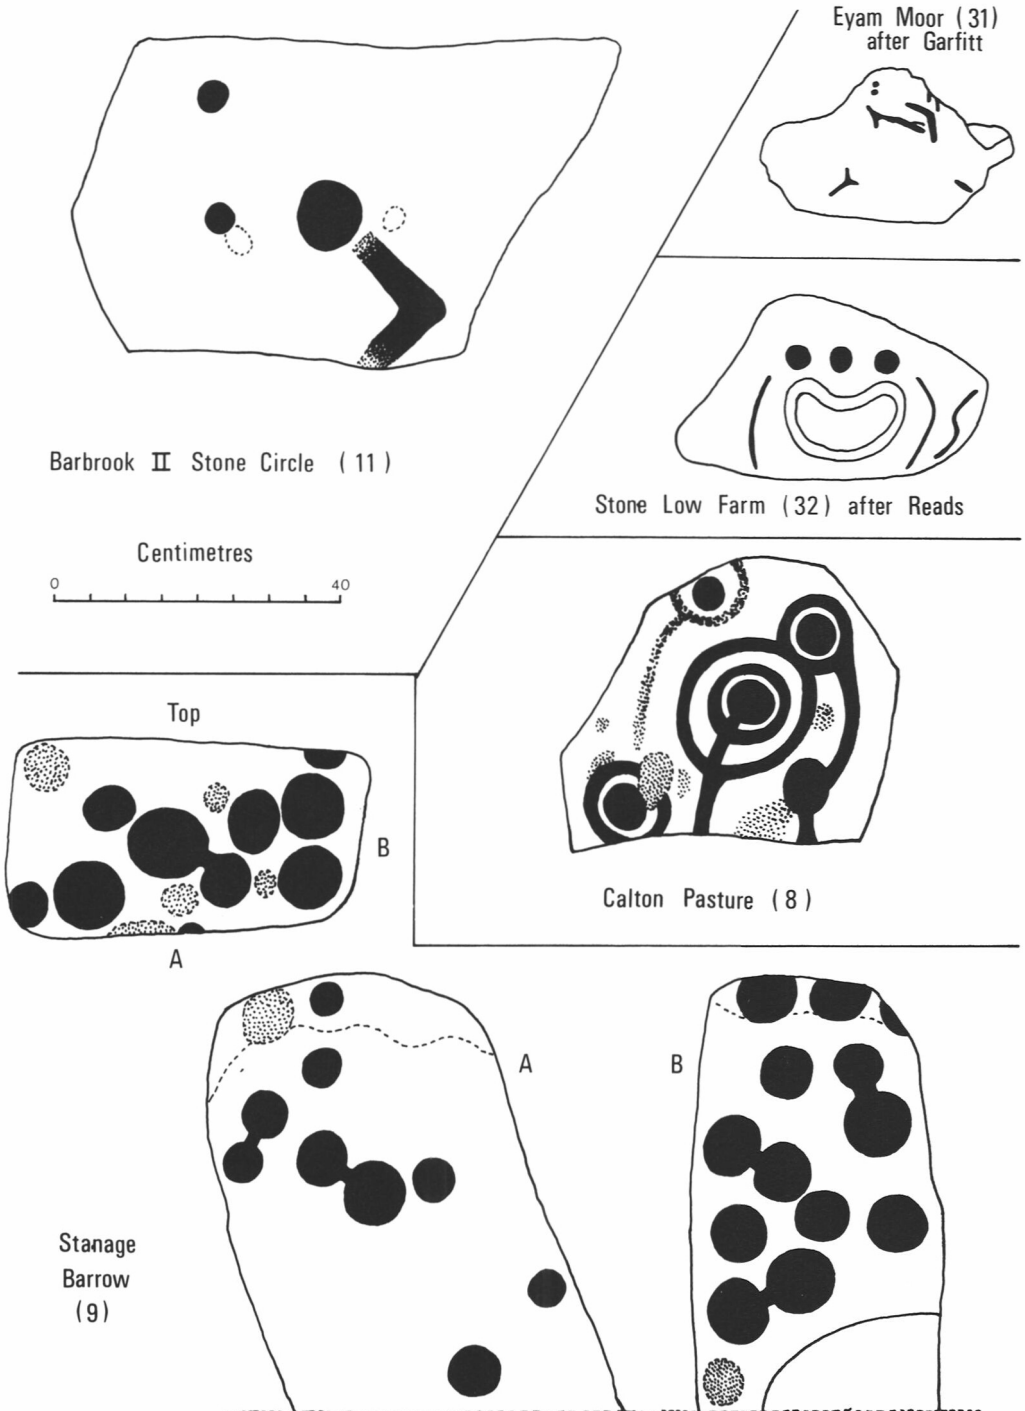 Eyam Moor (31)
after Garfitt
Barbrook II Stone Circle (11)
Stone Low Farm (32) after Reads
Centimetres
0 40
Top
B
A
Calton Pasture (8)
A
B
Stanage
Barrow
(9)